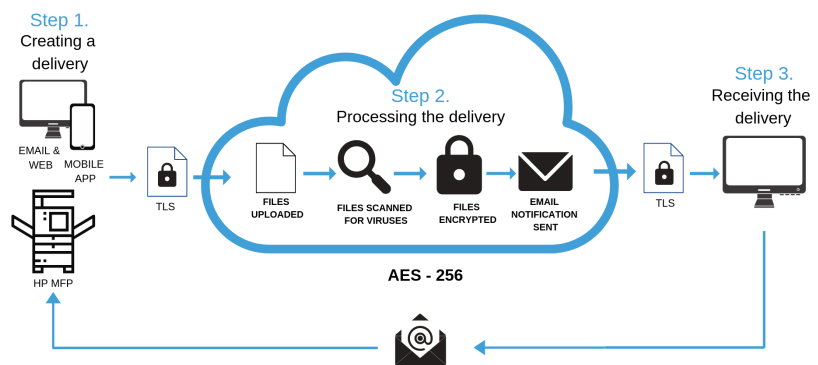 Step 1.
Creating a
delivery
EMAIL &
WEB
MOBILE
APP
HP MFP
TLS
Step 2.
Processing the delivery
FILES
UPLOADED
FILES SCANNED
FOR VIRUSES
FILES
ENCRYPTED
EMAIL
NOTIFICATION
SENT
AES - 256
TLS
Step 3.
Receiving the
delivery
@